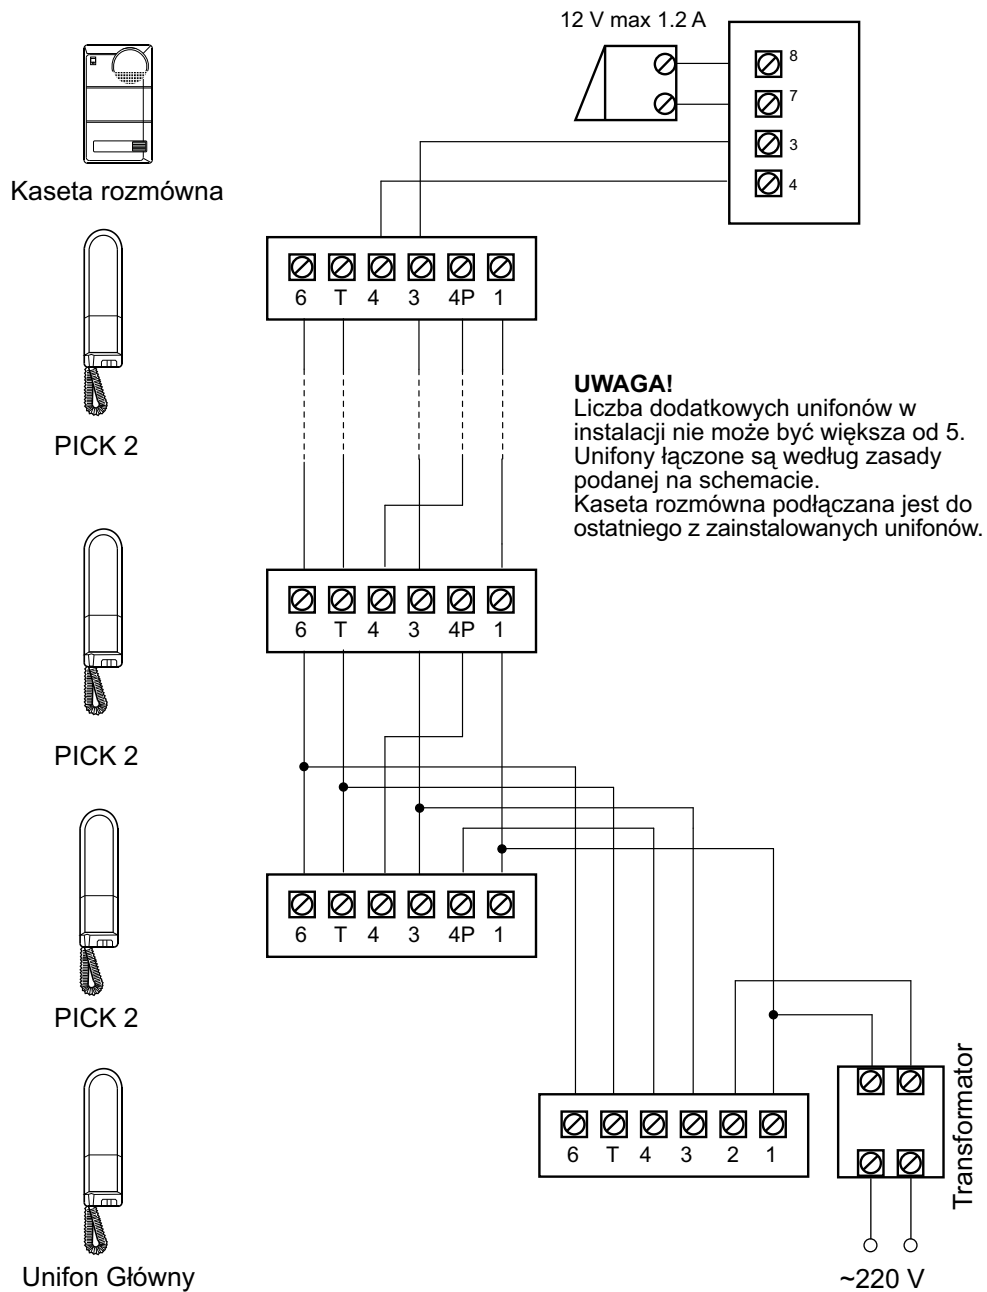 12 V max 1.2 A
8
7
3
4
Kaseta rozmówna
6 T 4 3 4P 1
PICK 2
UWAGA!
Liczba dodatkowych unifonów w
instalacji nie może być większa od 5.
Unifony łączone są według zasady
podanej na schemacie.
Kaseta rozmówna podłączana jest do
ostatniego z zainstalowanych unifonów.
6 T 4 3 4P 1
PICK 2
6 T 4 3 4P 1
PICK 2
Transformator
6 T 4 3 2 1
Unifon Główny
~220 V